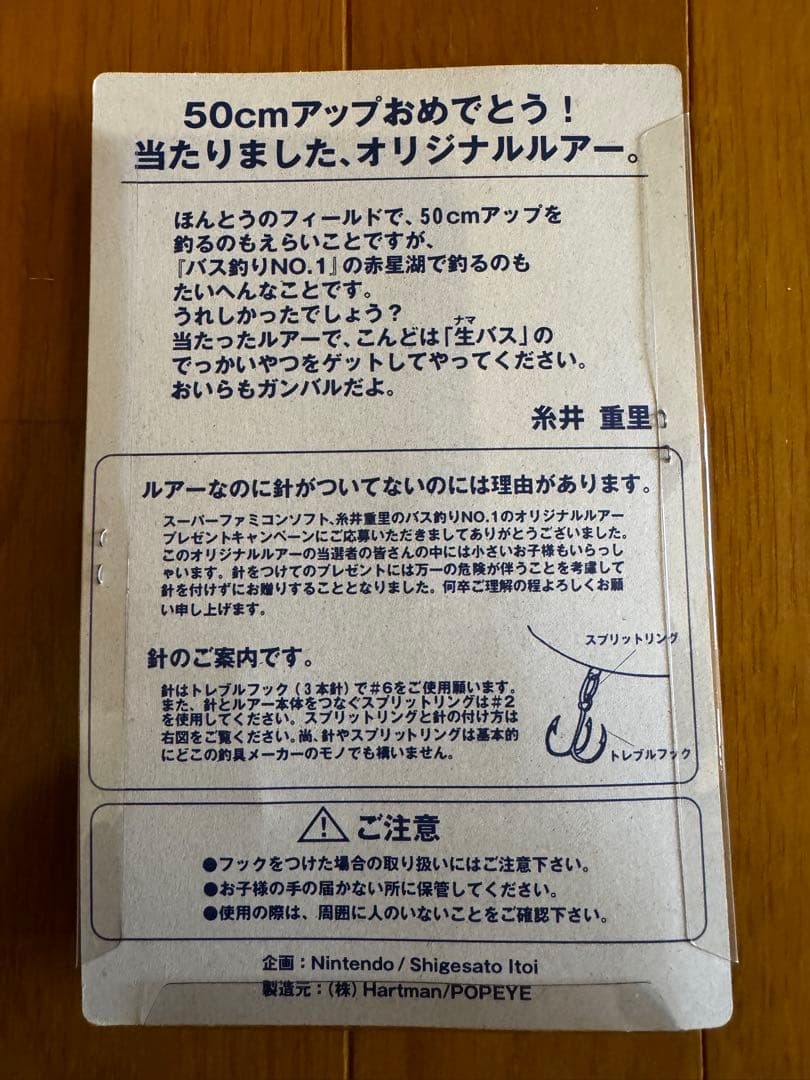 50cmアップおめでとう！
当たりました、オリジナルルアー。
ほんとうのフィールドで、50cmアップを
釣るのもえらいことですが、
『バス釣りNO.1』の赤星湖で釣るのも
たいへんなことです。
うれしかったでしょう？
ナマ
当たったルアーで、こんどは「生バス」の
でっかいやつをゲットしてやってください。
おいらもガンバルだよ。
糸井 重里
ルアーなのに針がついてないのには理由があります。
スーパーファミコンソフト、糸井重里のバス釣りNO.1のオリジナルルアー
プレゼントキャンペーンにご応募いただきましてありがとうございました。
このオリジナルルアーの当選者の皆さんの中には小さいお子様もいらっし
ゃいます。針をつけてのプレゼントには万一の危険が伴うことを考慮して
針を付けずにお贈りすることとなりました。何卒ご理解の程よろしくお願
い申し上げます。
スプリットリング
針のご案内です。
針はトレブルフック（3本針）で#6をご使用願います。
また、針とルアー本体をつなぐスプリットリングは#2
を使用してください。スプリットリングと針の付け方は
右図をご覧ください。尚、針やスプリットリングは基本的
にどこの釣具メーカーのモノでも構いません。
トレブルフック
ご注意
●フックをつけた場合の取り扱いにはご注意下さい。
●お子様の手の届かない所に保管してください。
●使用の際は、周囲に人のいないことをご確認下さい。
企画：Nintendo / Shigesato Itoi
製造元：（株）Hartman/POPEYE